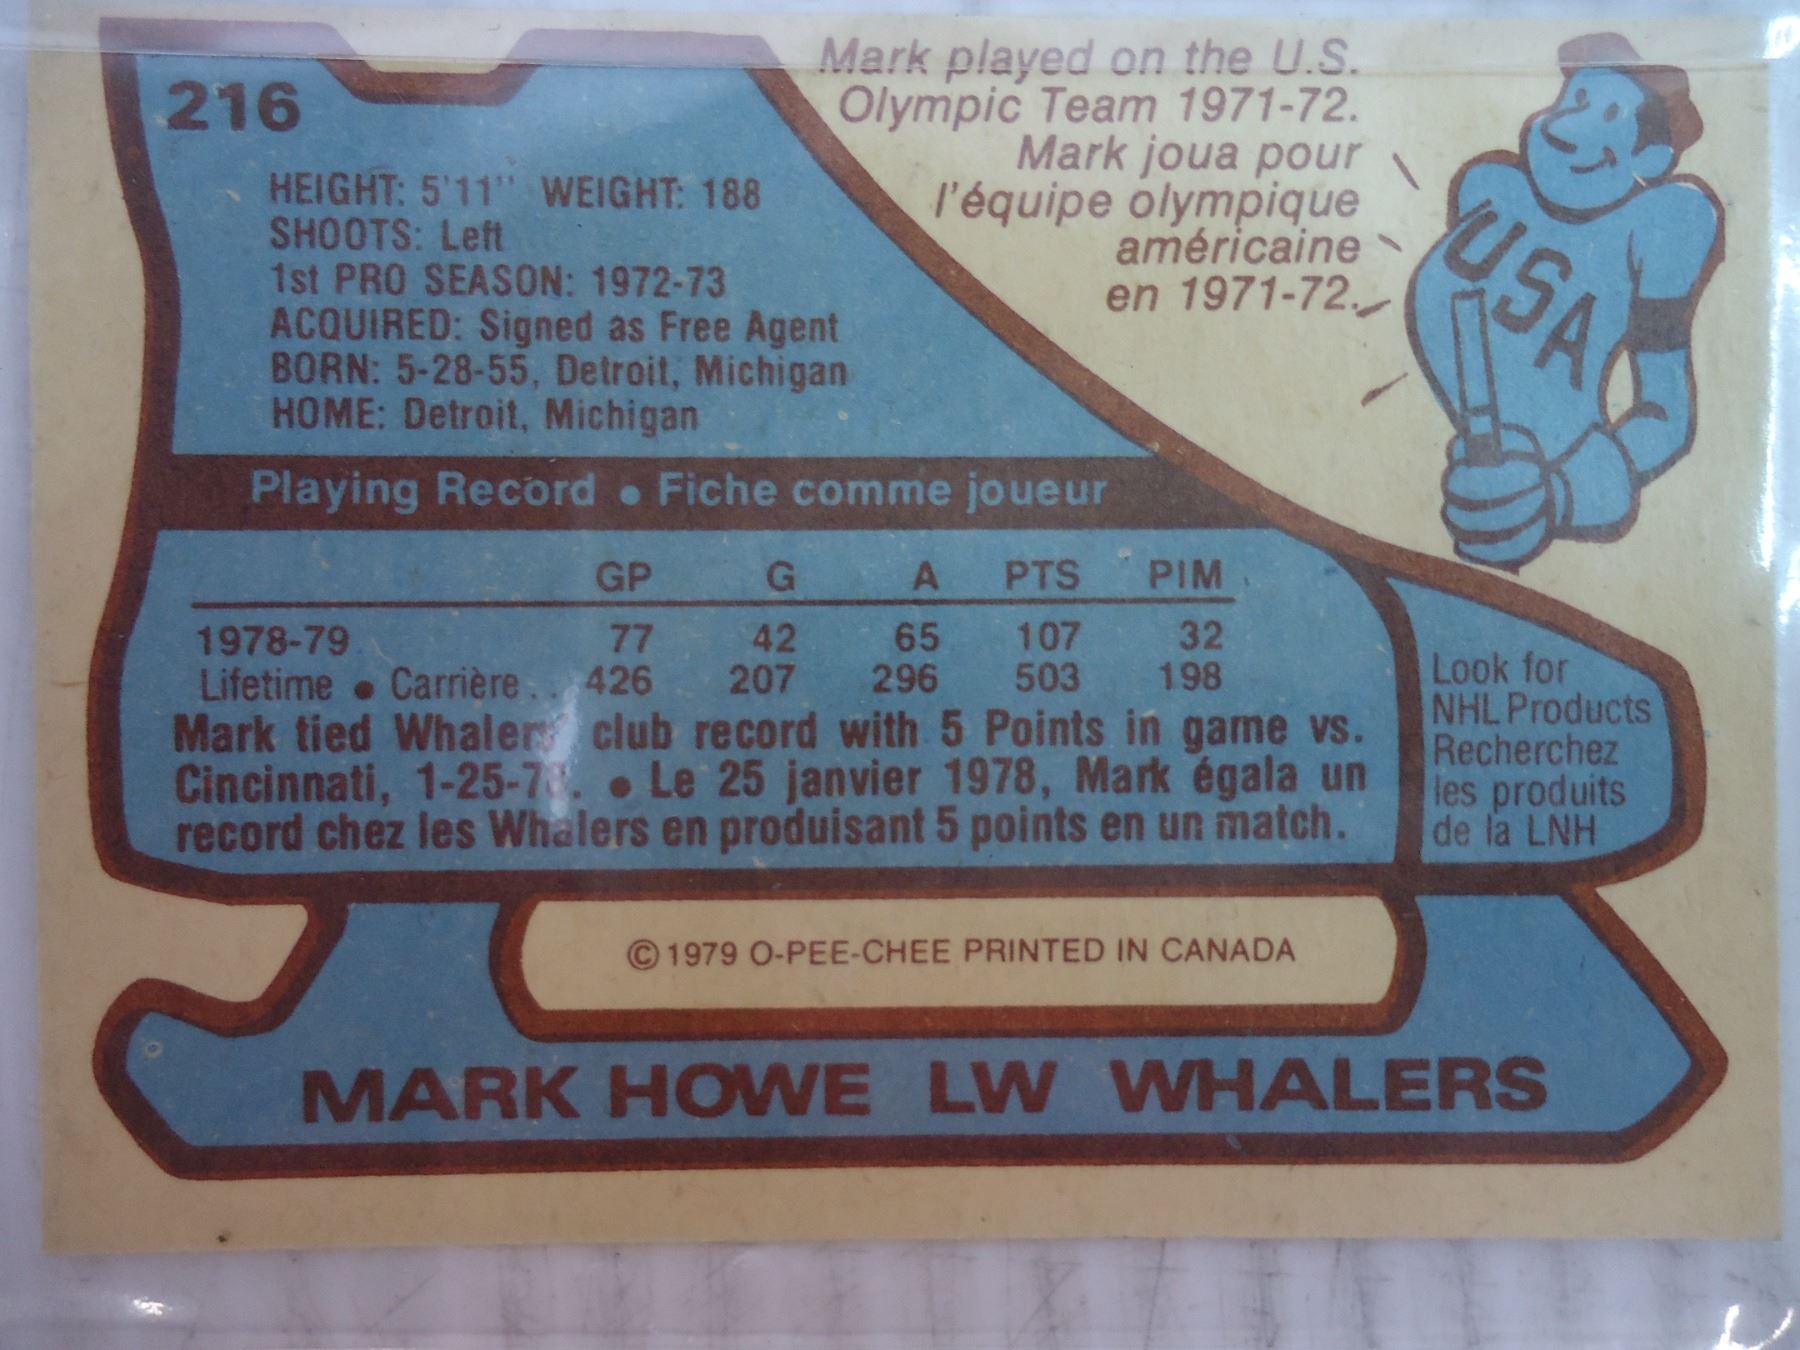 216
Mark played on the U.S.
Olympic Team 1971-72.
Mark joua pour
l'équipe olympique
américaine
en 1971-72.
USA
HEIGHT: 5'11" WEIGHT: 188
SHOOTS: Left
1st PRO SEASON: 1972-73
ACQUIRED: Signed as Free Agent
BORN: 5-28-55, Detroit, Michigan
HOME: Detroit, Michigan
Playing Record • Fiche comme joueur
GP G A PTS PIM
1978-79 77 42 65 107 32
Lifetime • Carrière.. 426 207 296 503 198
Mark tied Whalers' club record with 5 Points in game vs.
Cincinnati, 1-25-78. • Le 25 janvier 1978, Mark égala un
record chez les Whalers en produisant 5 points en un match.
Look for
NHL Products
Recherchez
les produits
de la LNH
© 1979 O-PEE-CHEE PRINTED IN CANADA
MARK HOWE LW WHALERS